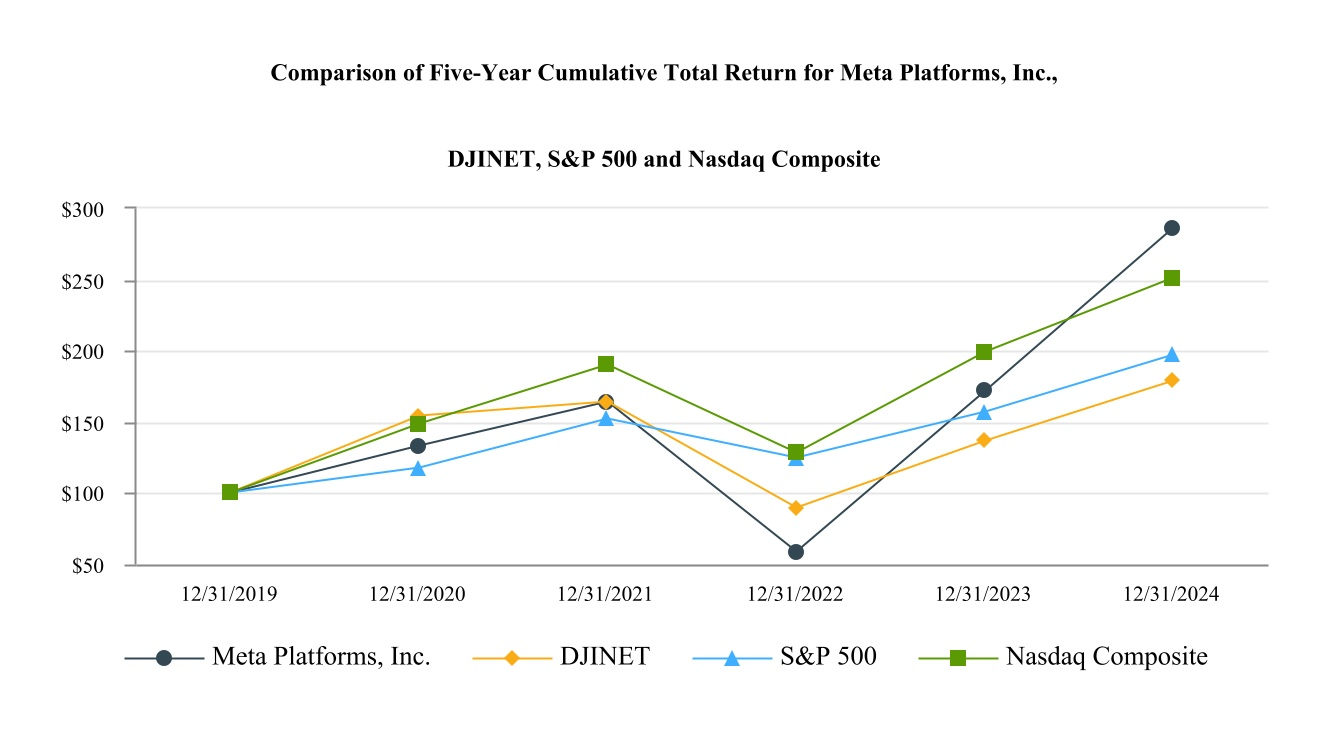 Comparison of Five-Year Cumulative Total Return for Meta Platforms, Inc.,
DJINET, S&P 500 and Nasdaq Composite
$300
$250
$200
$150
$100
$50
12/31/2019 12/31/2020 12/31/2021 12/31/2022 12/31/2023 12/31/2024
Meta Platforms, Inc. DJINET S&P 500 Nasdaq Composite